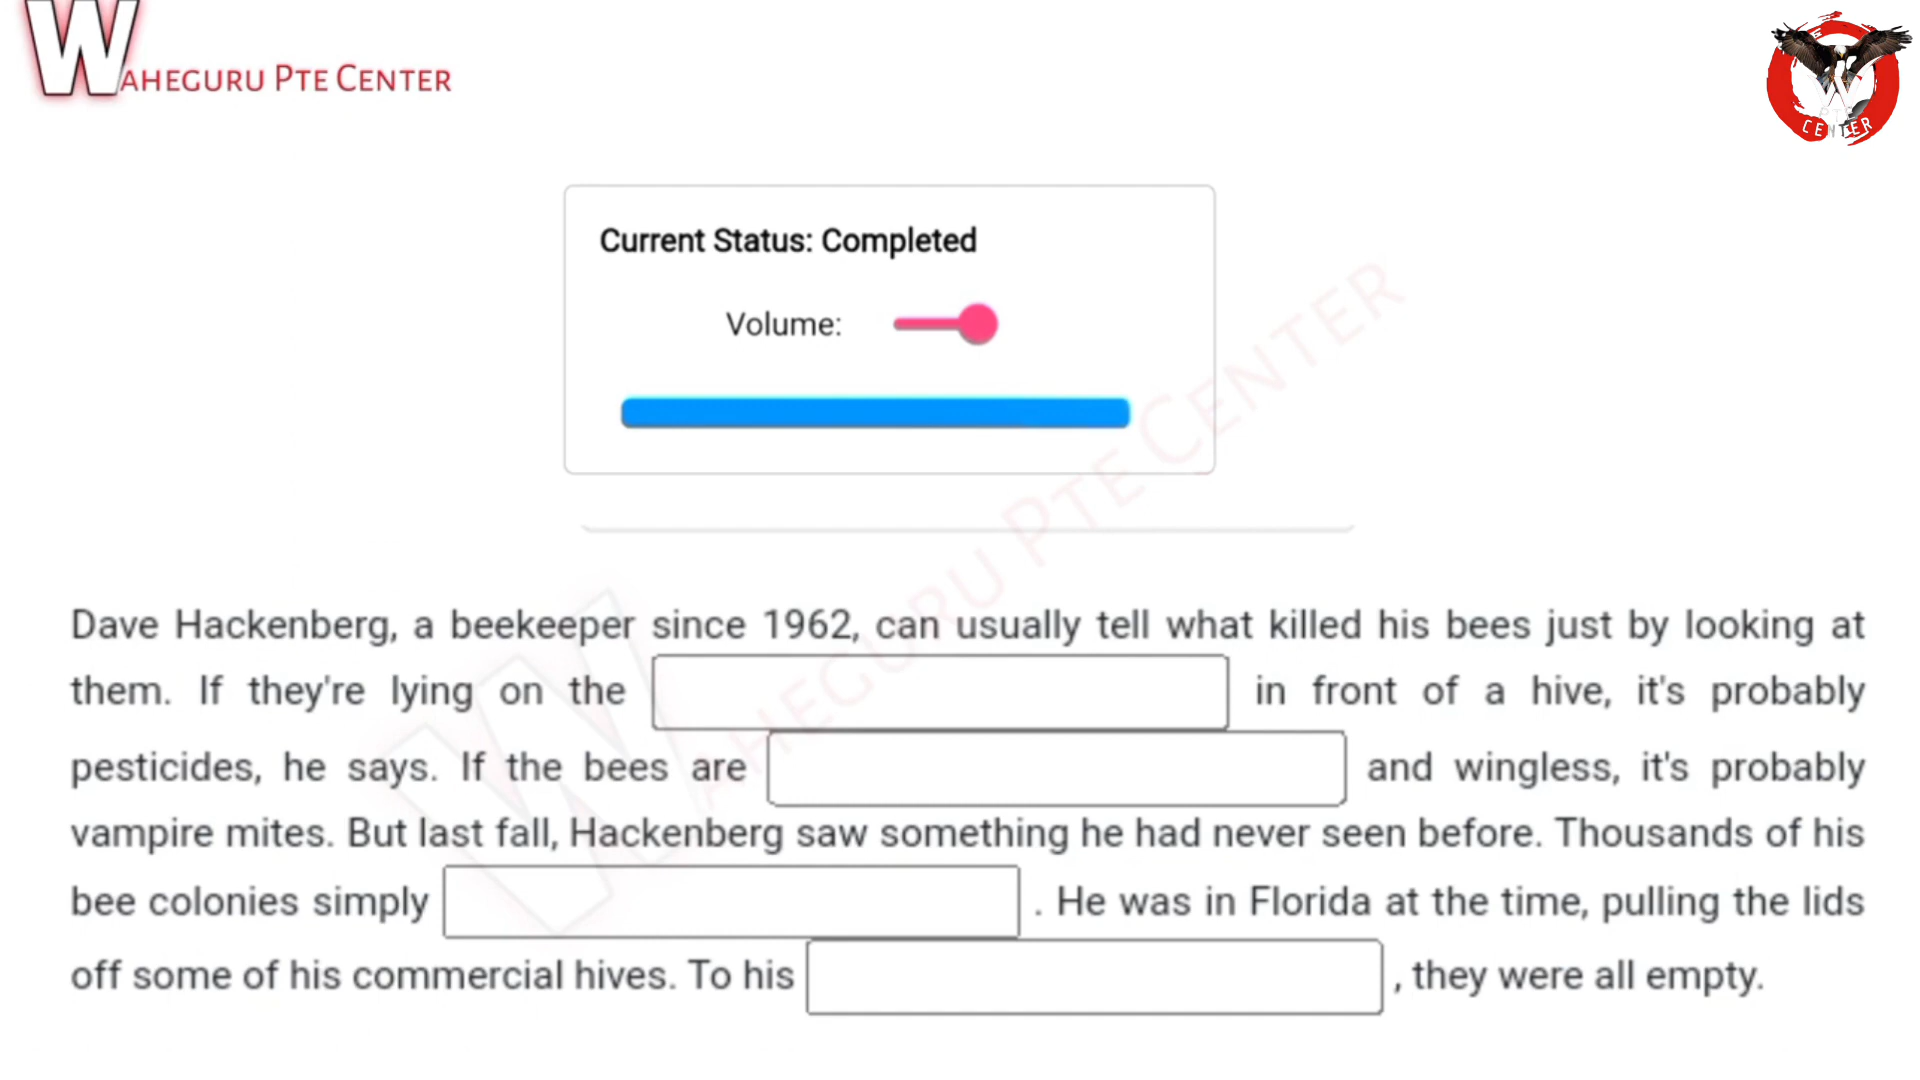 WAHEGURU PTE CENTER
CENTER
Current Status: Completed
Volume:
WAHEGURU PTE CENTER
Dave Hackenberg, a beekeeper since 1962, can usually tell what killed his bees just by looking at
them. If they're lying on the in front of a hive, it's probably
pesticides, he says. If the bees are and wingless, it's probably
vampire mites. But last fall, Hackenberg saw something he had never seen before. Thousands of his
bee colonies simply . He was in Florida at the time, pulling the lids
off some of his commercial hives. To his , they were all empty.